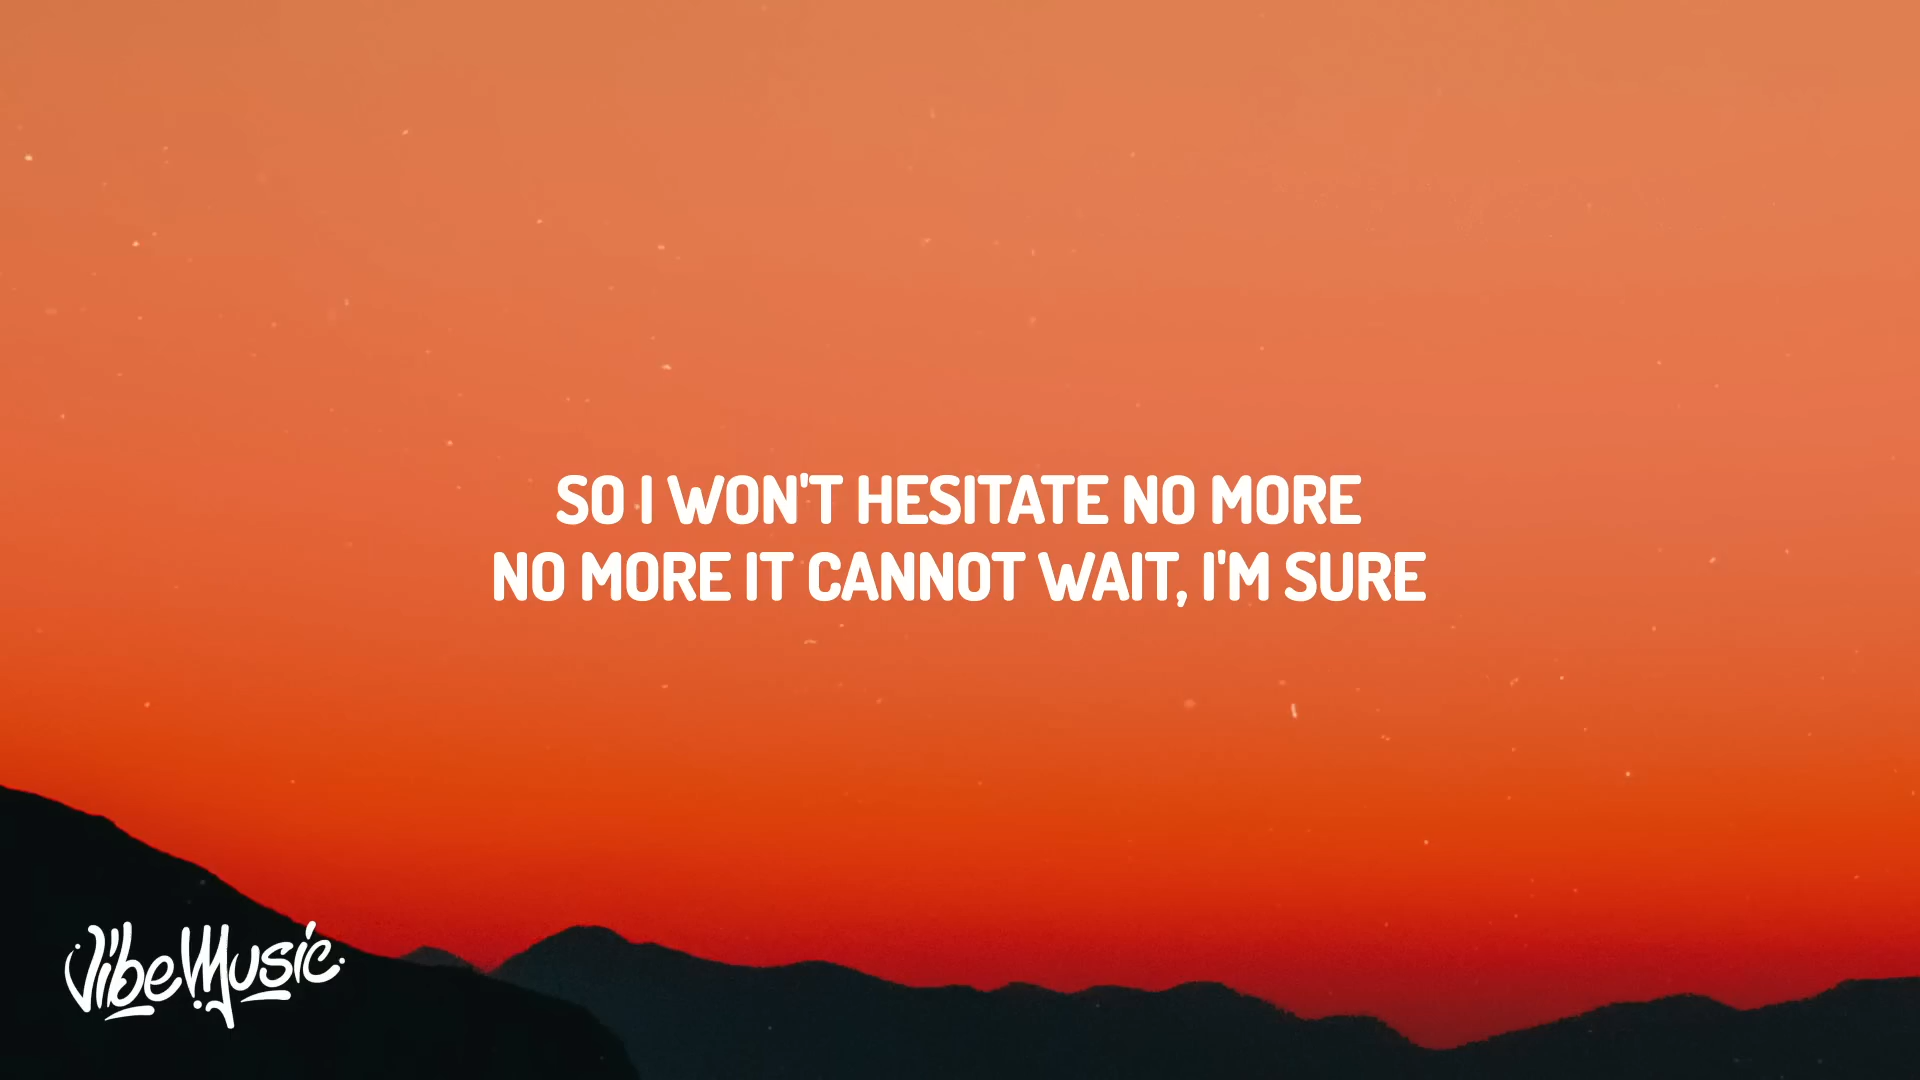 SO I WON'T HESITATE NO MORE
NO MORE IT CANNOT WAIT, I'M SURE
VibeMusic